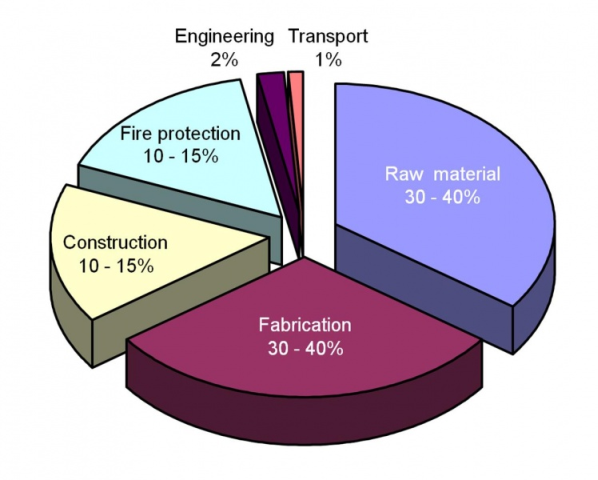 Engineering
2%
Transport
1%
Fire protection
10 - 15%
Raw material
30 - 40%
Construction
10 - 15%
Fabrication
30 - 40%